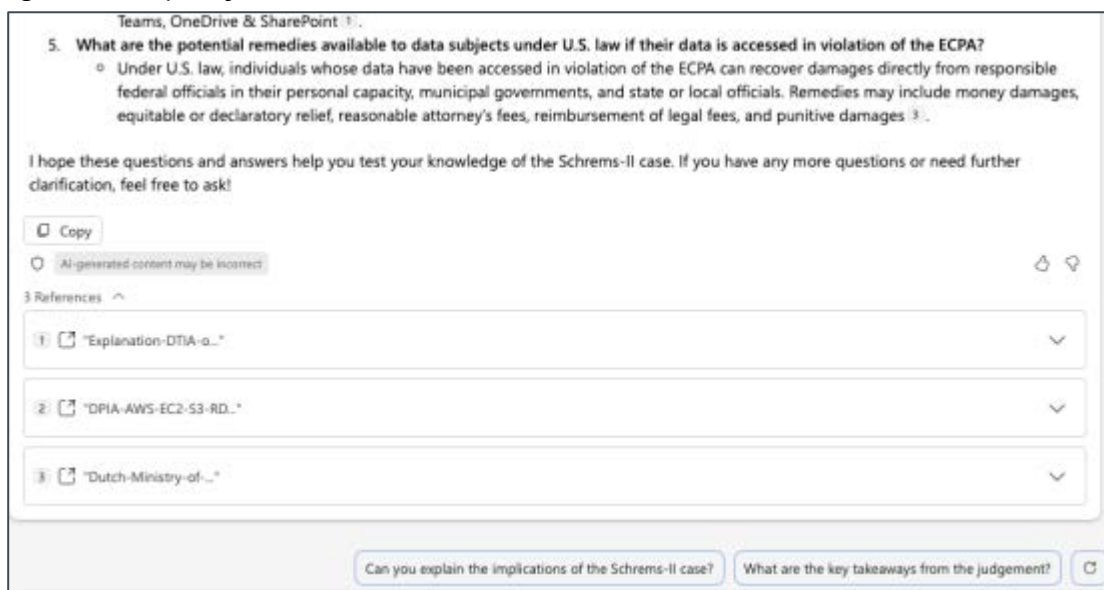 Teams, OneDrive & SharePoint 1 .
5. What are the potential remedies available to data subjects under U.S. law if their data is accessed in violation of the ECPA?
Under U.S. law, individuals whose data have been accessed in violation of the ECPA can recover damages directly from responsible
federal officials in their personal capacity, municipal governments, and state or local officials. Remedies may include money damages,
equitable or declaratory relief, reasonable attorney's fees, reimbursement of legal fees, and punitive damages 3 .
I hope these questions and answers help you test your knowledge of the Schrems-II case. If you have any more questions or need further
clarification, feel free to ask!
Copy
AI-generated content may be incorrect
3 References
1 "Explanation-DTIA-o..."
2 "DPIA-AWS-EC2-S3-RD..."
3 "Dutch-Ministry-of-..."
Can you explain the implications of the Schrems-II case? What are the key takeaways from the judgement?